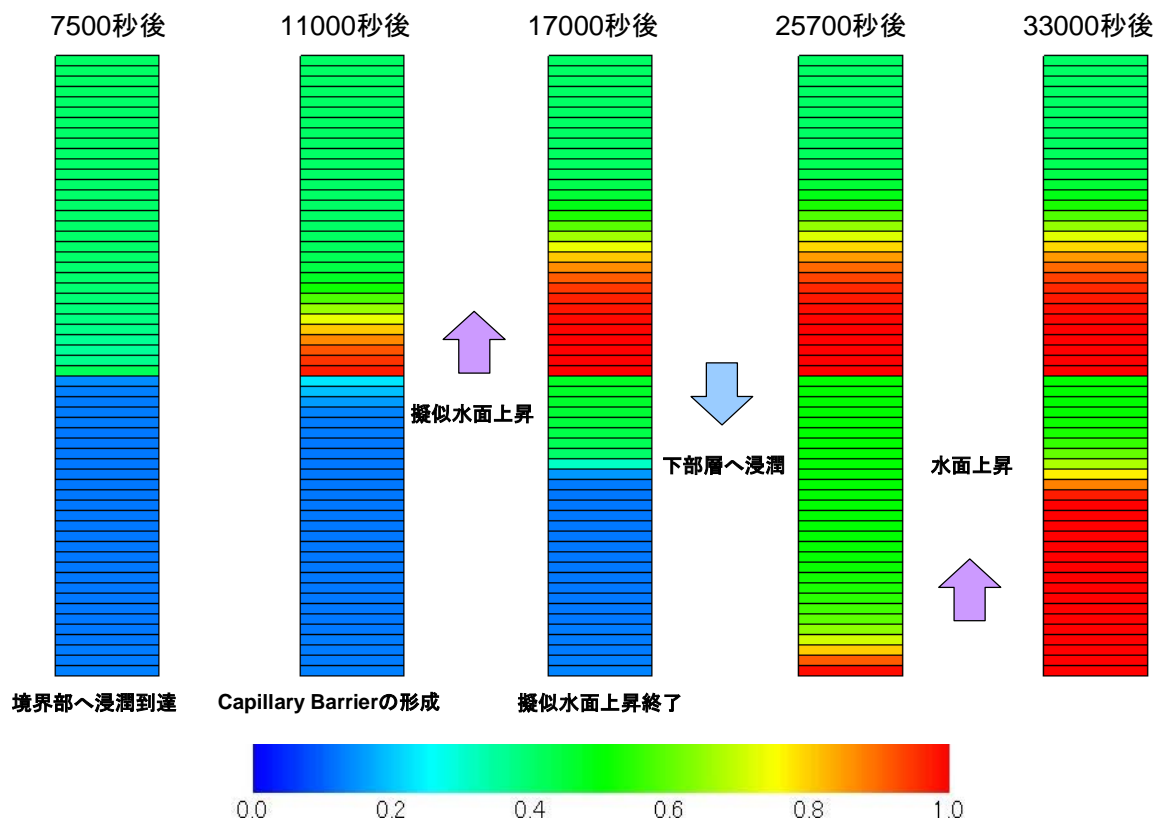 7500秒後
11000秒後
17000秒後
25700秒後
33000秒後
擬似水面上昇
下部層へ浸潤
水面上昇
境界部へ浸潤到達
Capillary Barrierの形成
擬似水面上昇終了
0.0 0.2 0.4 0.6 0.8 1.0